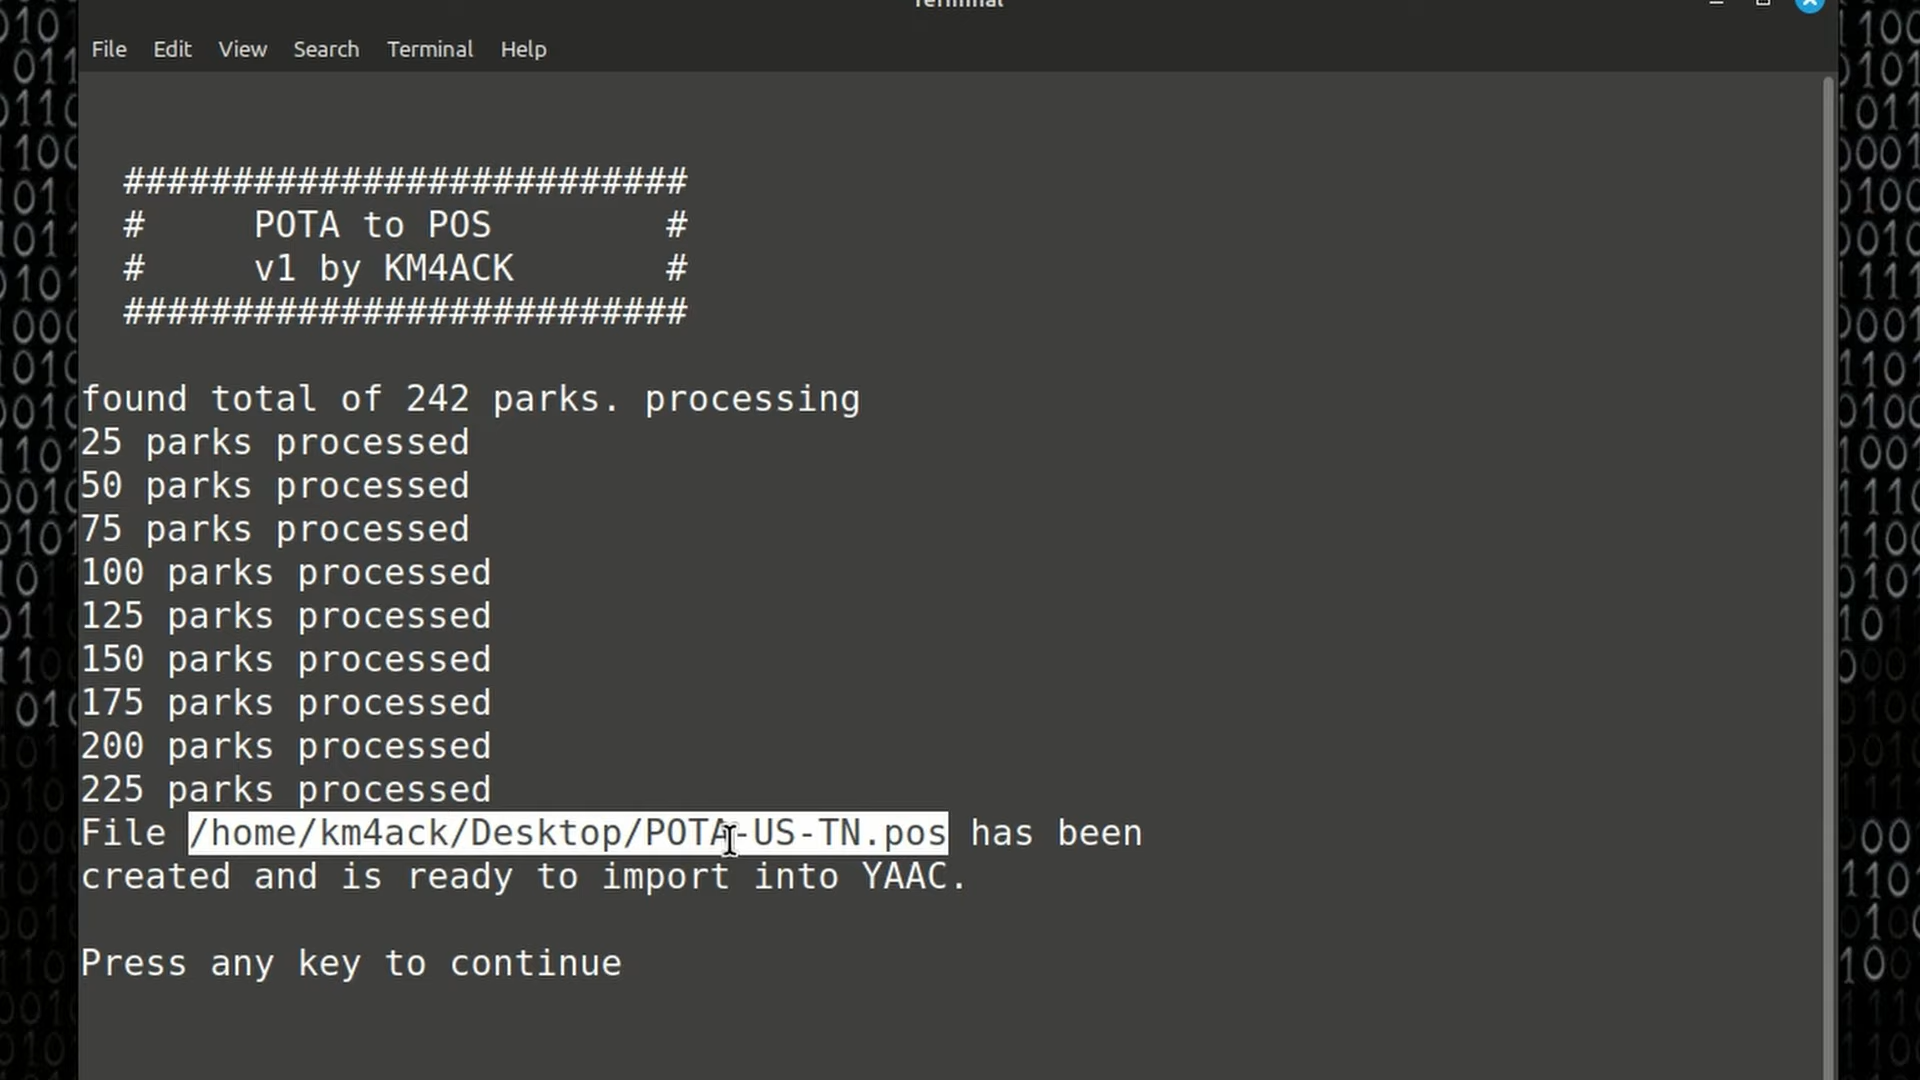 Terminal
File Edit View Search Terminal Help
##########################
# POTA to POS #
# v1 by KM4ACK #
##########################
found total of 242 parks. processing
25 parks processed
50 parks processed
75 parks processed
100 parks processed
125 parks processed
150 parks processed
175 parks processed
200 parks processed
225 parks processed
File /home/km4ack/Desktop/POTA-US-TN.pos has been
created and is ready to import into YAAC.
Press any key to continue